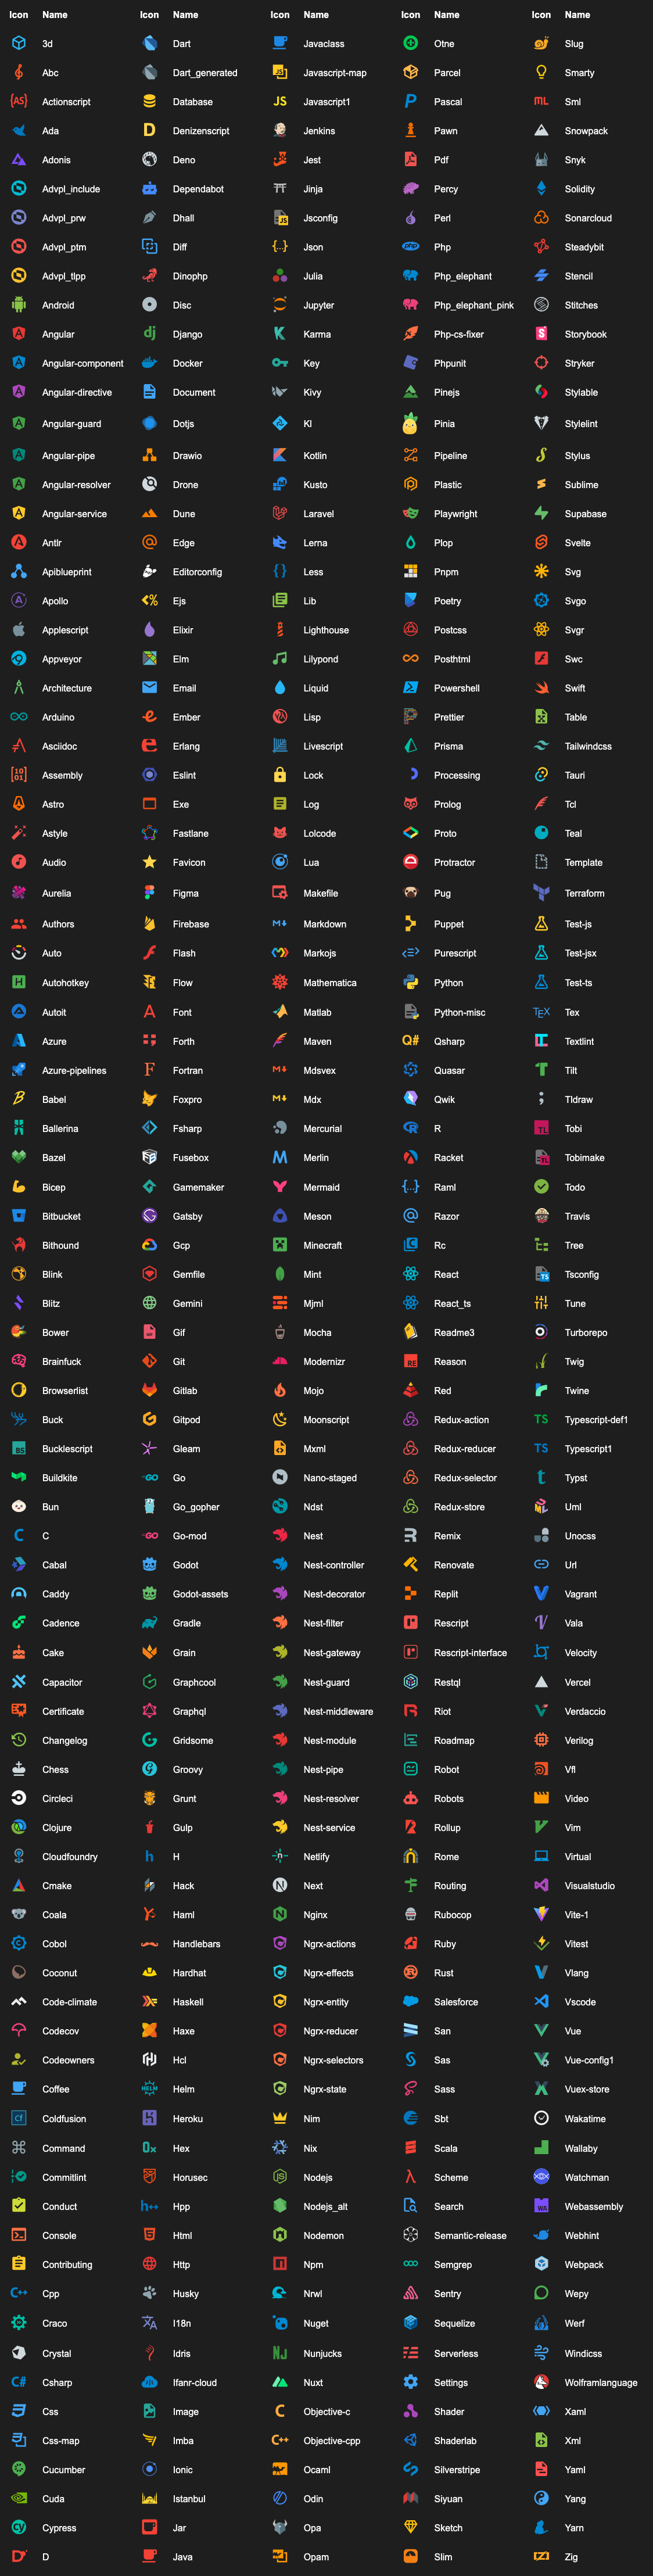 Icon Name Icon Name Icon Name Icon Name Icon Name
3d Dart Javaclass Otne Slug
Abc Dart_generated Javascript-map Parcel Smarty
Actionscript Database Javascript1 Pascal Sml
Ada Denizenscript Jenkins Pawn Snowpack
Adonis Deno Jest Pdf Snyk
Advpl_include Dependabot Jinja Percy Solidity
Advpl_prw Dhall Jsconfig Perl Sonarcloud
Advpl_ptm Diff Json Php Steadybit
Advpl_tlpp Dinophp Julia Php_elephant Stencil
Android Disc Jupyter Php_elephant_pink Stitches
Angular Django Karma Php-cs-fixer Storybook
Angular-component Docker Key Phpunit Stryker
Angular-directive Document Kivy Pinejs Stylable
Angular-guard Dotjs Kl Pinia Stylelint
Angular-pipe Drawio Kotlin Pipeline Stylus
Angular-resolver Drone Kusto Plastic Sublime
Angular-service Dune Laravel Playwright Supabase
Antlr Edge Lerna Plop Svelte
Apiblueprint Editorconfig Less Pnpm Svg
Apollo Ejs Lib Poetry Svgo
Applescript Elixir Lighthouse Postcss Svgr
Appveyor Elm Lilypond Posthtml Swc
Architecture Email Liquid Powershell Swift
Arduino Ember Lisp Prettier Table
Asciidoc Erlang Livescript Prisma Tailwindcss
Assembly Eslint Lock Processing Tauri
Astro Exe Log Prolog Tcl
Astyle Fastlane Lolcode Proto Teal
Audio Favicon Lua Protractor Template
Aurelia Figma Makefile Pug Terraform
Authors Firebase Markdown Puppet Test-js
Auto Flash Markojs Purescript Test-jsx
Autohotkey Flow Mathematica Python Test-ts
Autoit Font Matlab Python-misc Tex
Azure Forth Maven Qsharp Textlint
Azure-pipelines Fortran Mdsvex Quasar Tilt
Babel Foxpro Mdx Qwik Tldraw
Ballerina Fsharp Mercurial R Tobi
Bazel Fusebox Merlin Racket Tobimake
Bicep Gamemaker Mermaid Raml Todo
Bitbucket Gatsby Meson Razor Travis
Bithound Gcp Minecraft Rc Tree
Blink Gemfile Mint React Tsconfig
Blitz Gemini Mjml React_ts Tune
Bower Gif Mocha Readme3 Turborepo
Brainfuck Git Modernizr Reason Twig
Browserlist Gitlab Mojo Red Twine
Buck Gitpod Moonscript Redux-action Typescript-def1
Bucklescript Gleam Mxml Redux-reducer Typescript1
Buildkite Go Nano-staged Redux-selector Typst
Bun Go_gopher Ndst Redux-store Uml
C Go-mod Nest Remix Unocss
Cabal Godot Nest-controller Renovate Url
Caddy Godot-assets Nest-decorator Replit Vagrant
Cadence Gradle Nest-filter Rescript Vala
Cake Grain Nest-gateway Rescript-interface Velocity
Capacitor Graphcool Nest-guard Restql Vercel
Certificate Graphql Nest-middleware Riot Verdaccio
Changelog Gridsome Nest-module Roadmap Verilog
Chess Groovy Nest-pipe Robot Vfl
Circleci Grunt Nest-resolver Robots Video
Clojure Gulp Nest-service Rollup Vim
Cloudfoundry H Netlify Rome Virtual
Cmake Hack Next Routing Visualstudio
Coala Haml Nginx Rubocop Vite-1
Cobol Handlebars Ngrx-actions Ruby Vitest
Coconut Hardhat Ngrx-effects Rust Vlang
Code-climate Haskell Ngrx-entity Salesforce Vscode
Codecov Haxe Ngrx-reducer San Vue
Codeowners Hcl Ngrx-selectors Sas Vue-config1
Coffee Helm Ngrx-state Sass Vuex-store
Coldfusion Heroku Nim Sbt Wakatime
Command Hex Nix Scala Wallaby
Commitlint Horusec Nodejs Scheme Watchman
Conduct Hpp Nodejs_alt Search Webassembly
Console Html Nodemon Semantic-release Webhint
Contributing Http Npm Semgrep Webpack
Cpp Husky Nrwl Sentry Wepy
Craco I18n Nuget Sequelize Werf
Crystal Idris Nunjucks Serverless Windicss
Csharp Ifanr-cloud Nuxt Settings Wolframlanguage
Css Image Objective-c Shader Xaml
Css-map Imba Objective-cpp Shaderlab Xml
Cucumber Ionic Ocaml Silverstripe Yaml
Cuda Istanbul Odin Siyuan Yang
Cypress Jar Opa Sketch Yarn
D Java Opam Slim Zig